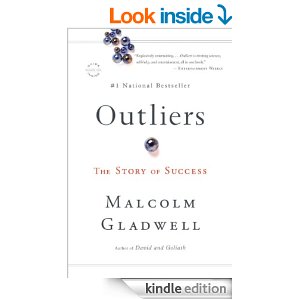 Look inside
#1 National Bestseller
Outliers
The Story of Success
Malcolm
Gladwell
Author of David and Goliath
kindle edition